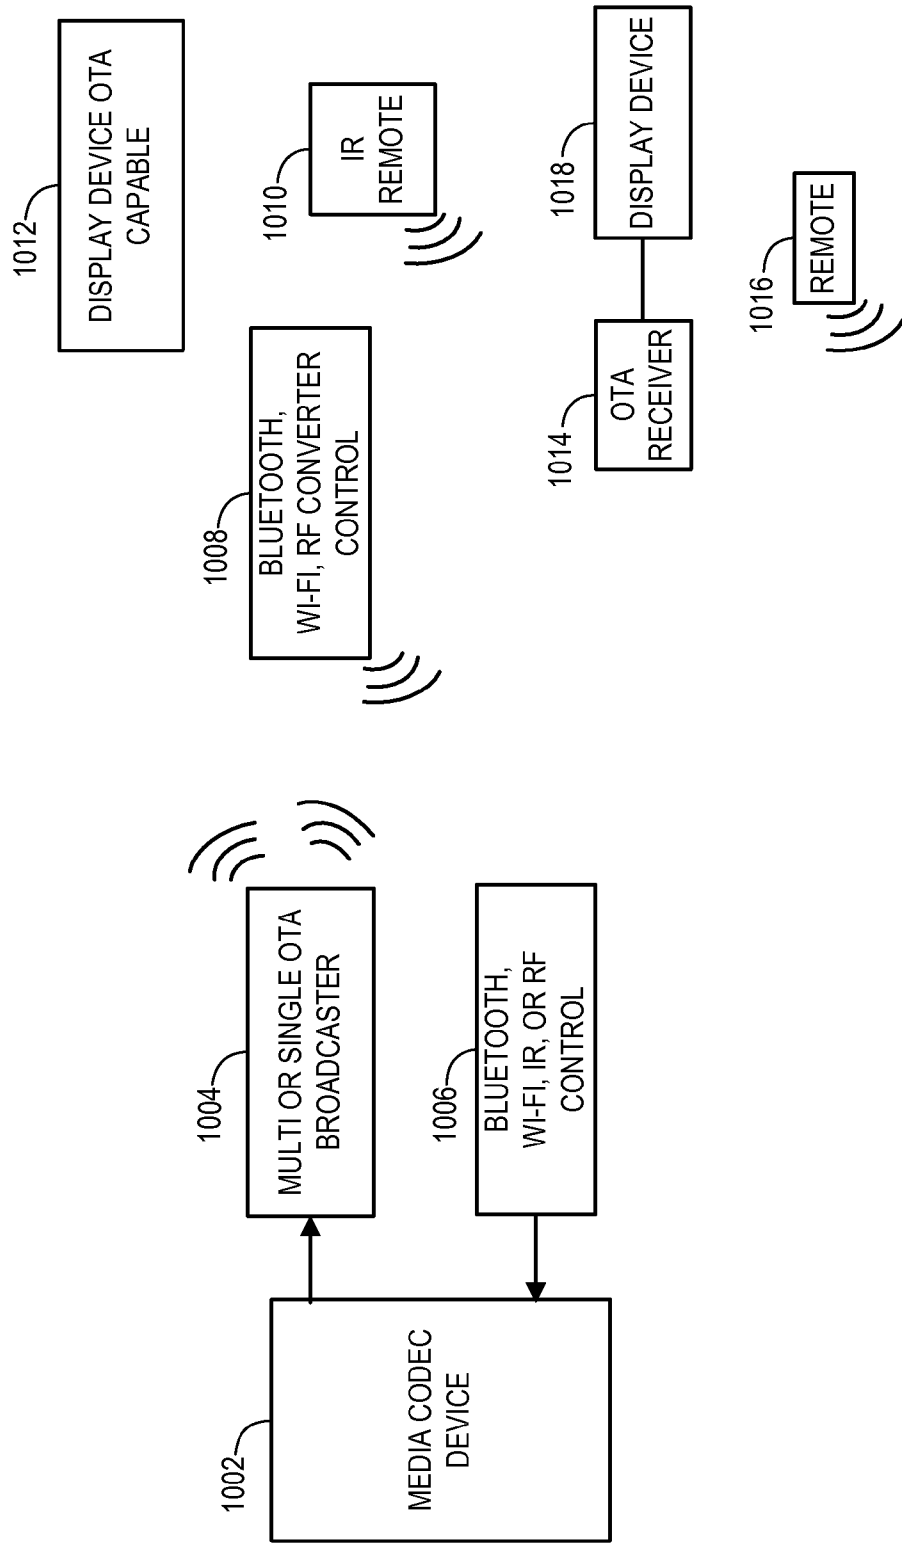 1002
MEDIA CODEC
DEVICE
1004
MULTI OR SINGLE OTA
BROADCASTER
1006
BLUETOOTH,
WI-FI, IR, OR RF
CONTROL
1008
BLUETOOTH,
WI-FI, RF CONVERTER
CONTROL
1012
DISPLAY DEVICE OTA
CAPABLE
1010
IR
REMOTE
1014
OTA
RECEIVER
1018
DISPLAY DEVICE
1016
REMOTE